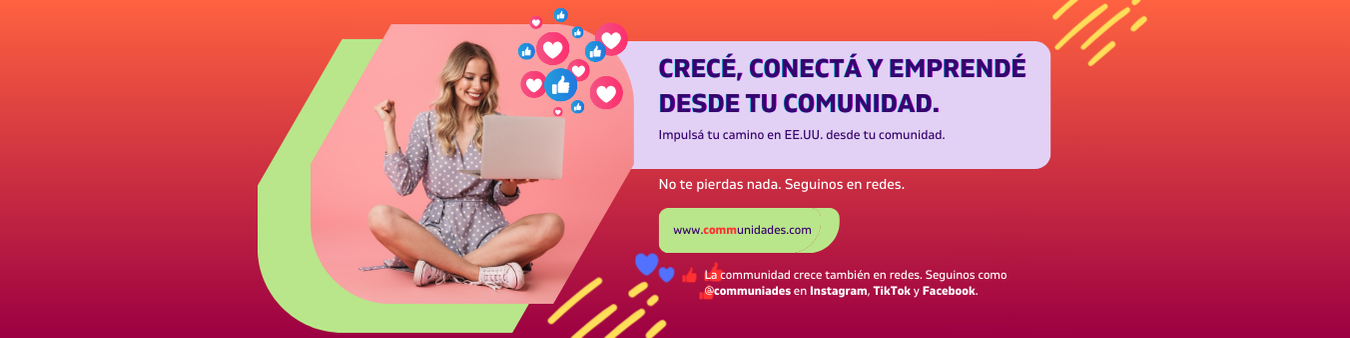 CRECÉ, CONECTÁ Y EMPRENDÉ
DESDE TU COMUNIDAD.
Impulsá tu camino en EE.UU. desde tu comunidad.
No te pierdas nada. Seguinos en redes.
www.communidades.com
La communidad crece también en redes. Seguinos como
@communiades en Instagram, TikTok y Facebook.